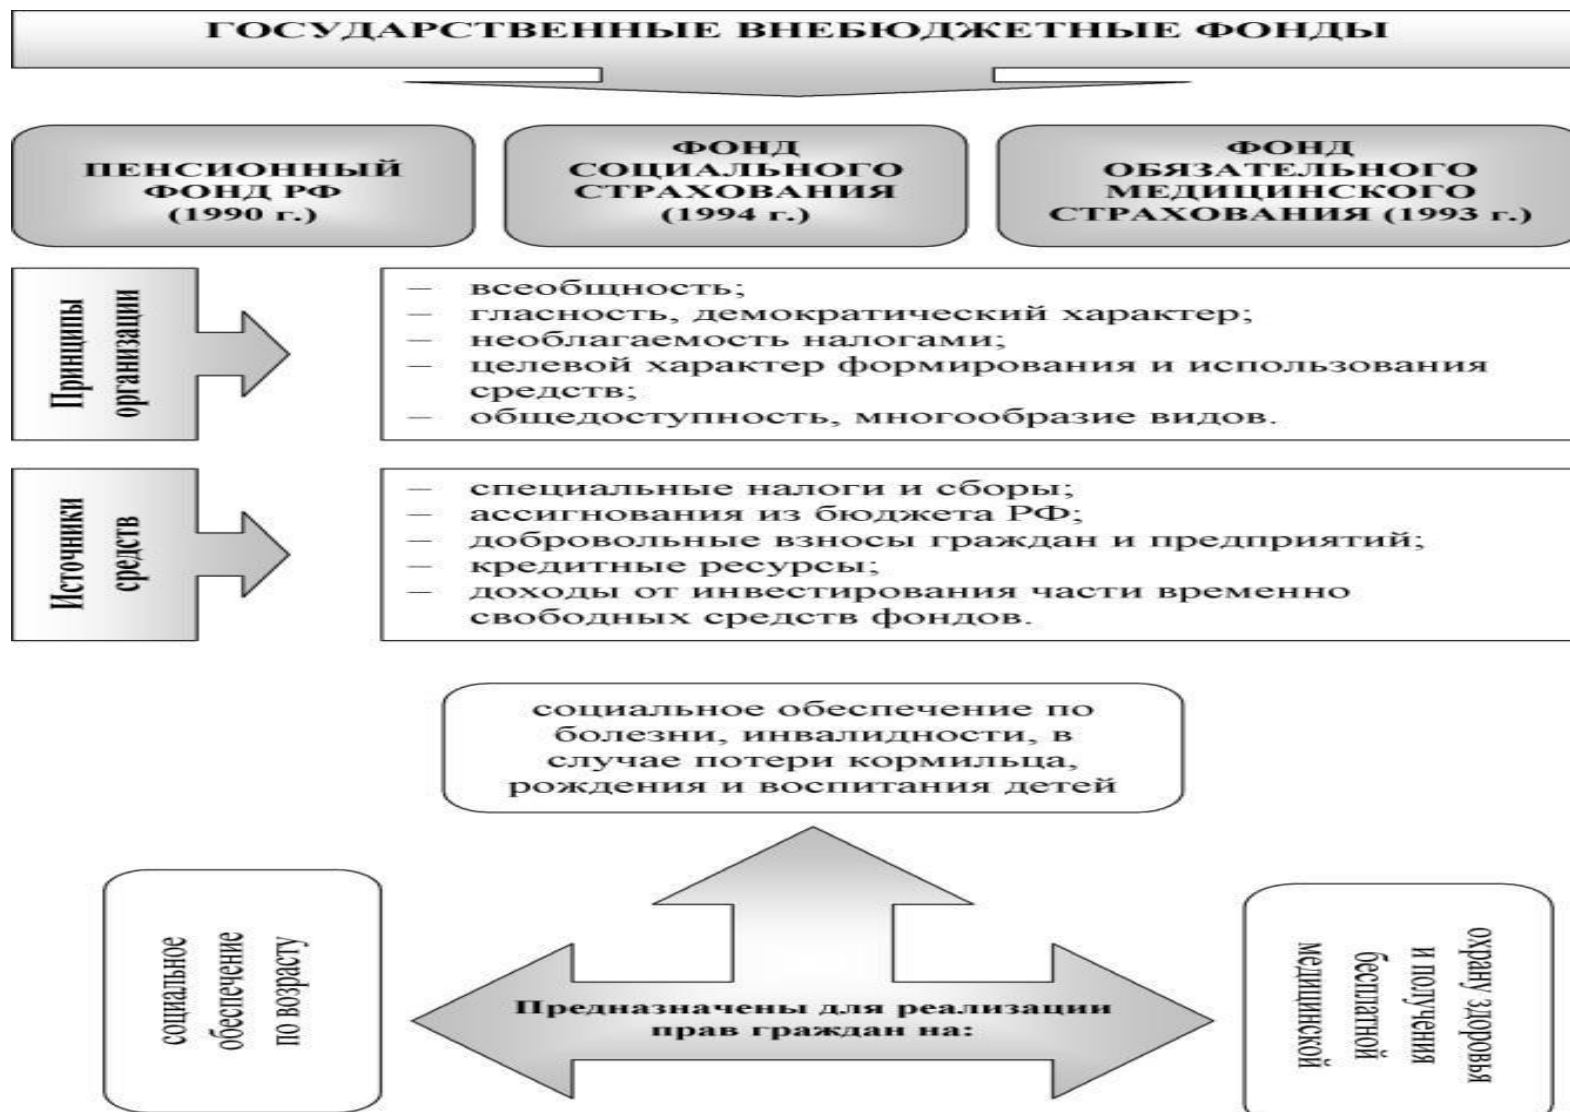 ГОСУДАРСТВЕННЫЕ ВНЕБЮДЖЕТНЫЕ ФОНДЫ
ПЕНСИОННЫЙ
ФОНД РФ
(1990 г.)
ФОНД
СОЦИАЛЬНОГО
СТРАХОВАНИЯ
(1994 г.)
ФОНД
ОБЯЗАТЕЛЬНОГО
МЕДИЦИНСКОГО
СТРАХОВАНИЯ (1993 г.)
Принципы
организации
– всеобщность;
– гласность, демократический характер;
– необлагаемость налогами;
– целевой характер формирования и использования
средств;
– общедоступность, многообразие видов.
Источники
средств
– специальные налоги и сборы;
– ассигнования из бюджета РФ;
– добровольные взносы граждан и предприятий;
– кредитные ресурсы;
– доходы от инвестирования части временно
свободных средств фондов.
социальное обеспечение по
болезни, инвалидности, в
случае потери кормильца,
рождения и воспитания детей
социальное
обеспечение
по возрасту
Предназначены для реализации
прав граждан на:
охрану здоровья
и получения
бесплатной
медицинской